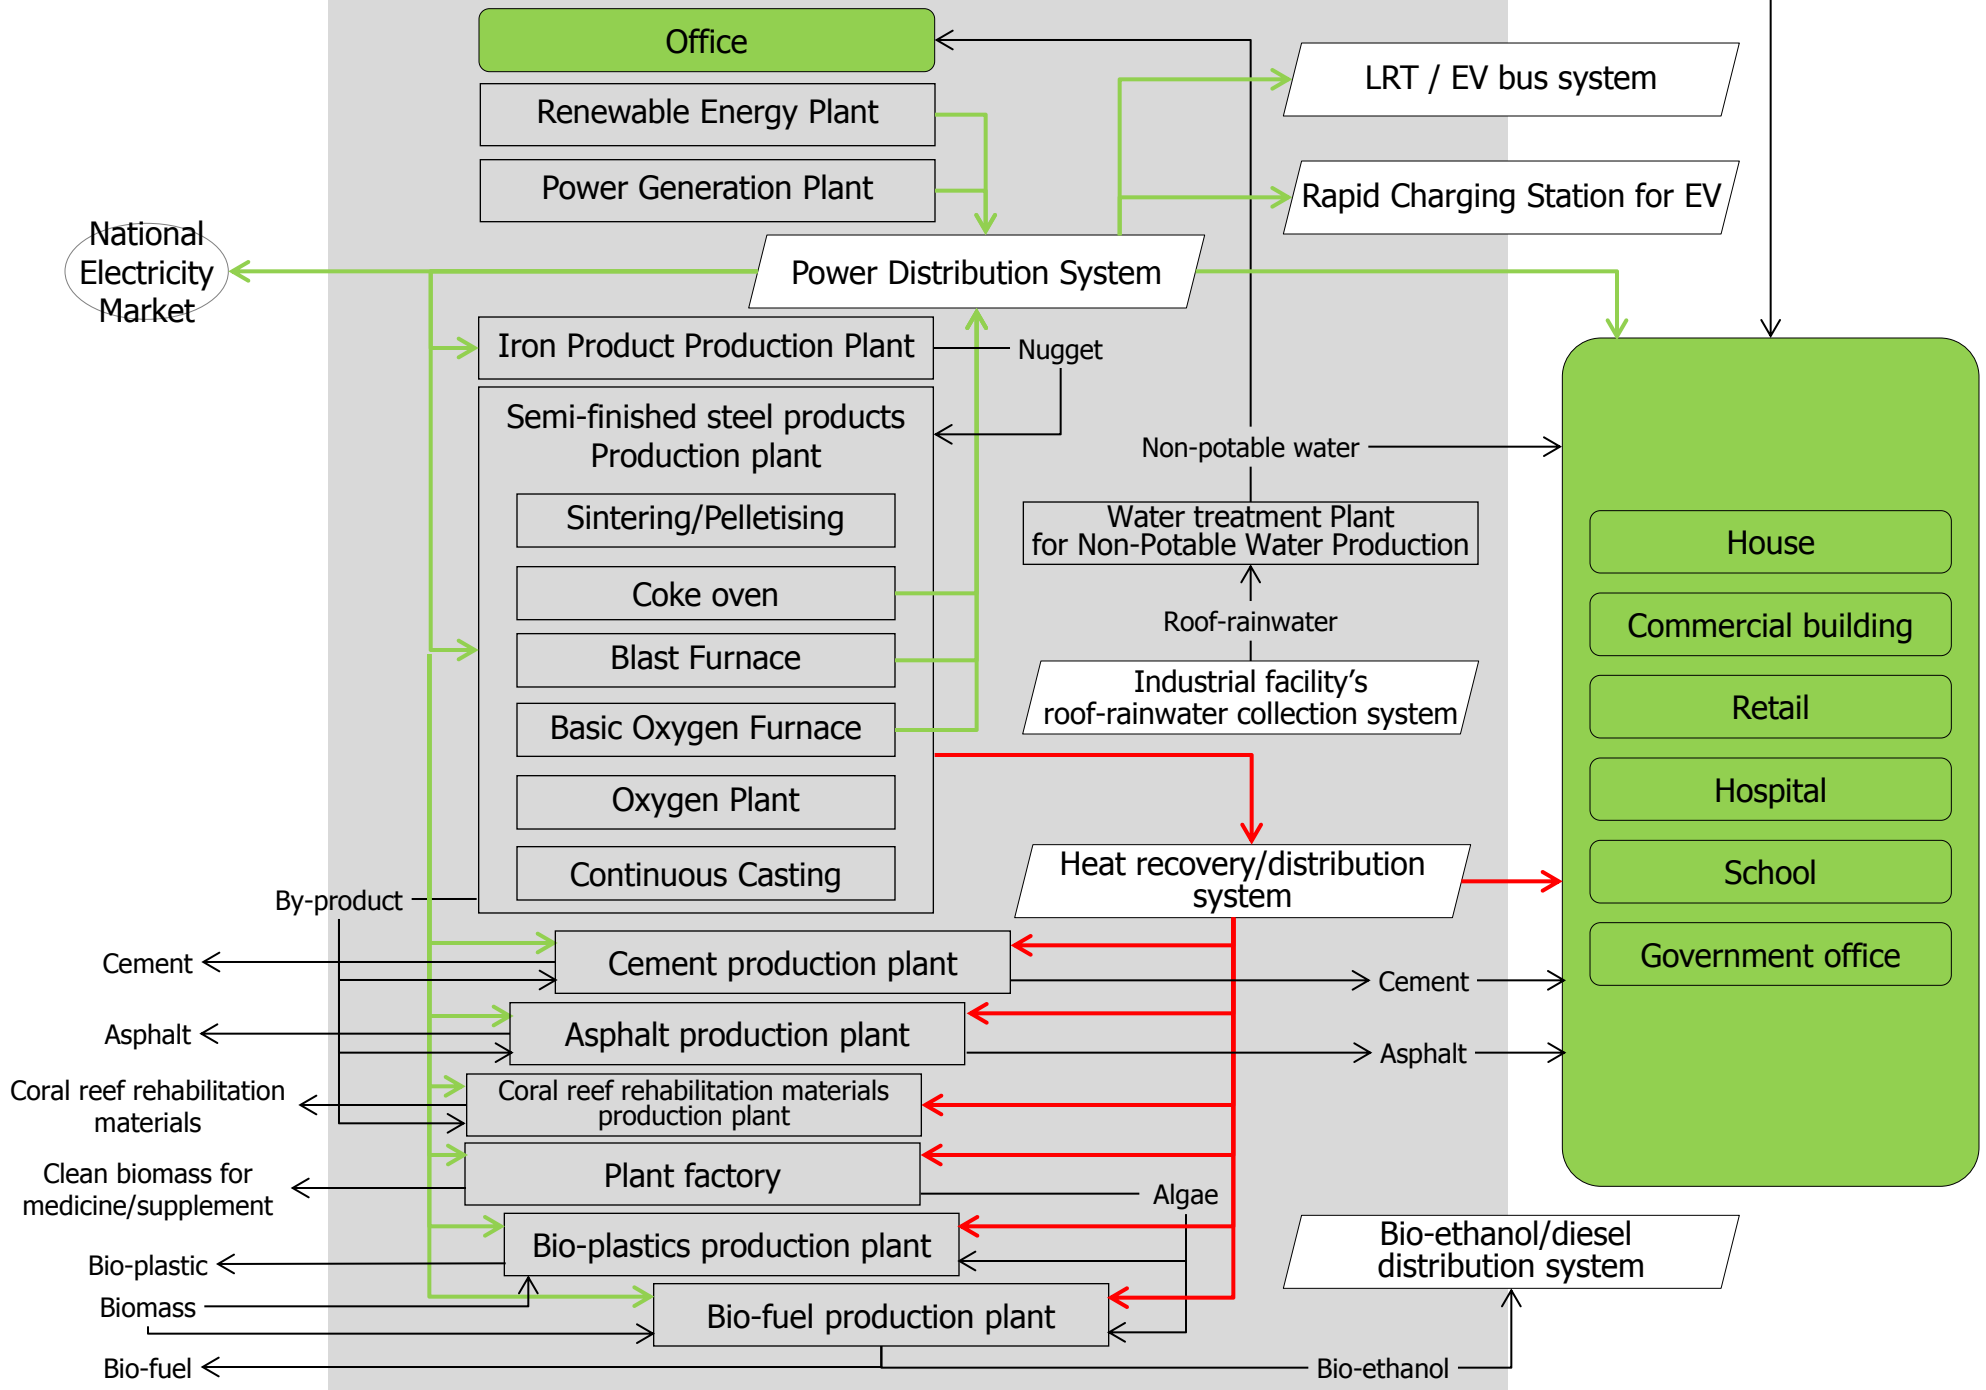 Office
LRT / EV bus system
Renewable Energy Plant
Power Generation Plant
Rapid Charging Station for EV
National
Electricity
Market
Power Distribution System
Iron Product Production Plant
Nugget
Semi-finished steel products
Production plant
Non-potable water
Sintering/Pelletising
Water treatment Plant
for Non-Potable Water Production
House
Coke oven
Roof-rainwater
Commercial building
Blast Furnace
Industrial facility's
roof-rainwater collection system
Retail
Basic Oxygen Furnace
Oxygen Plant
Hospital
Continuous Casting
Heat recovery/distribution
system
School
By-product
Government office
Cement
Cement production plant
Cement
Asphalt
Asphalt production plant
Asphalt
Coral reef rehabilitation
materials
Coral reef rehabilitation materials
production plant
Clean biomass for
medicine/supplement
Plant factory
Algae
Bio-plastic
Bio-plastics production plant
Bio-ethanol/diesel
distribution system
Biomass
Bio-fuel production plant
Bio-fuel
Bio-ethanol